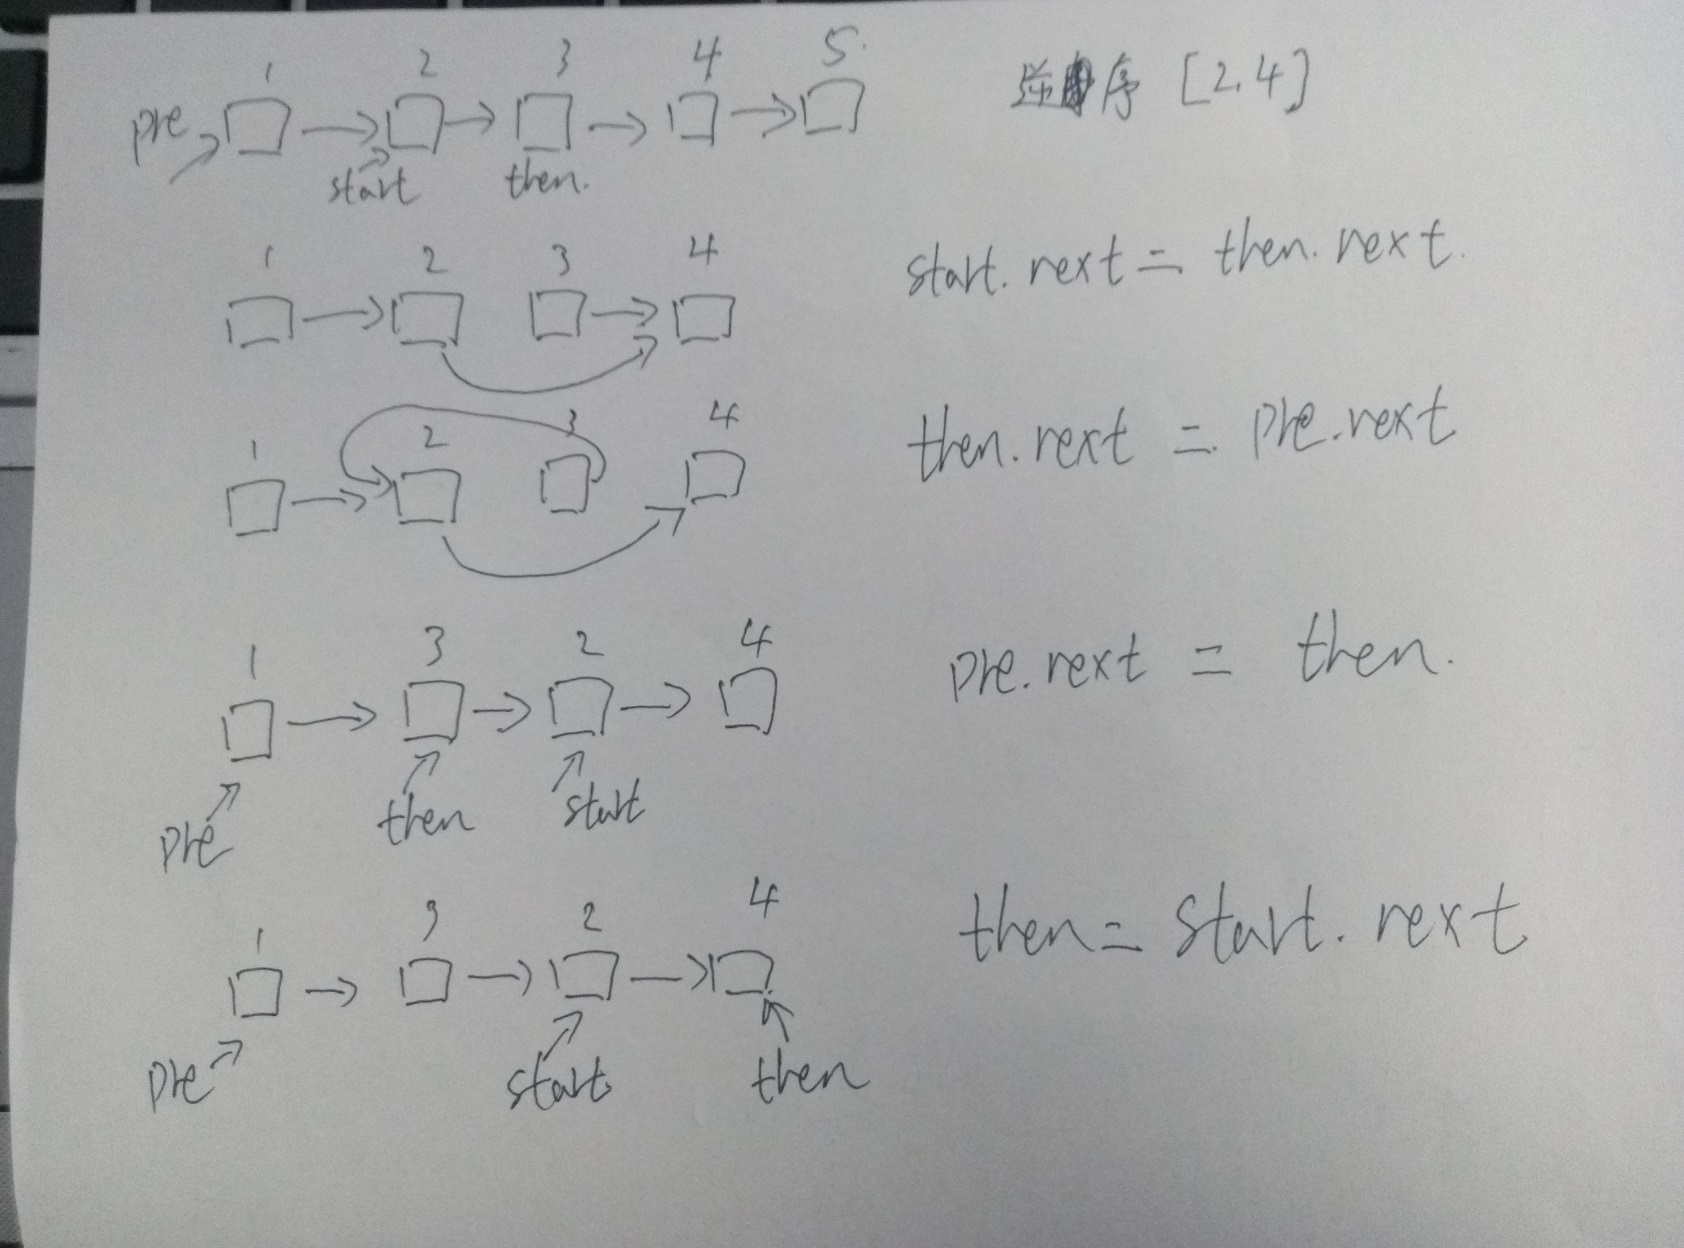 1 2 3 4 5
pre 逆序 [2,4]
start then.
1 2 3 4
start.next = then.next.
1 2 3 4
then.next = pre.next
1 3 2 4
pre.next = then.
pre then start
1 3 2 4
then = start.next
pre start then